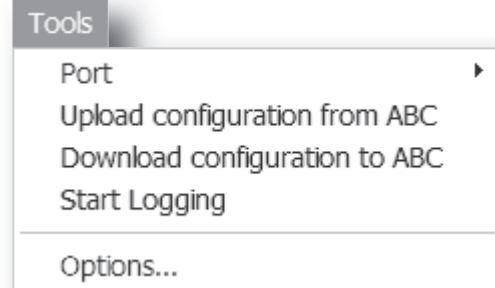 Tools
Port
Upload configuration from ABC
Download configuration to ABC
Start Logging
Options...